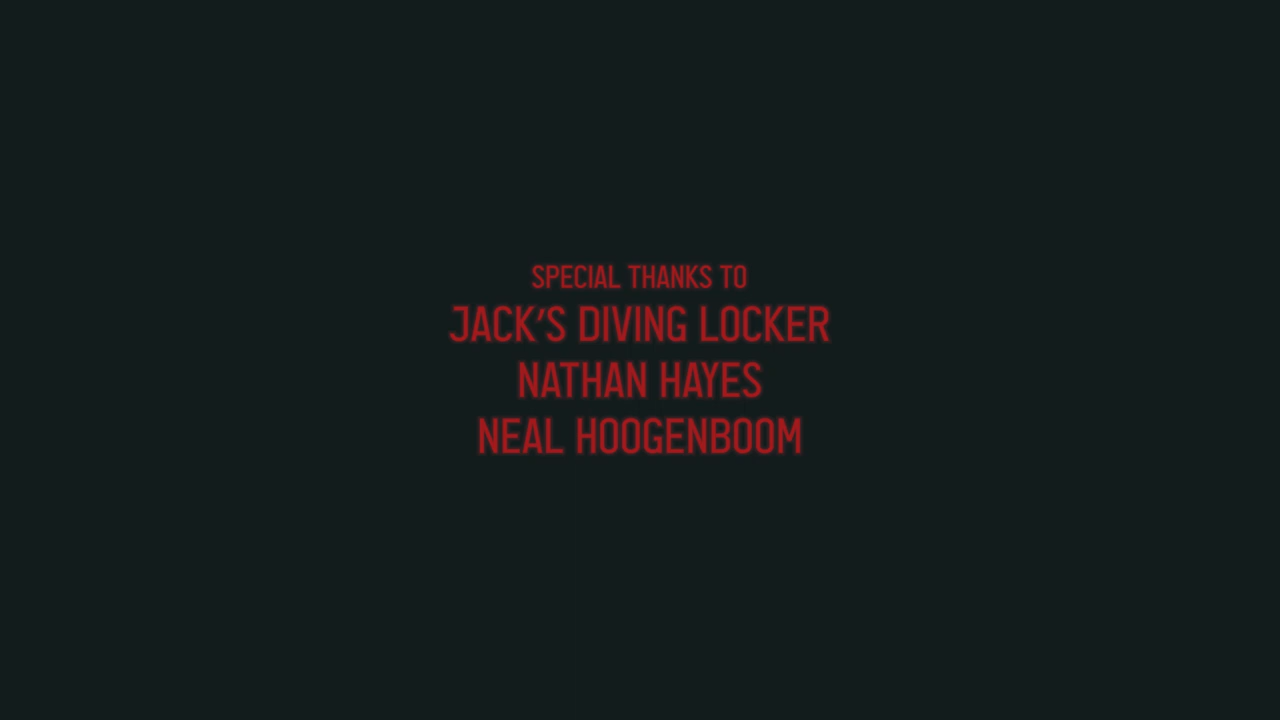 SPECIAL THANKS TO
JACK'S DIVING LOCKER
NATHAN HAYES
NEAL HOOGENBOOM